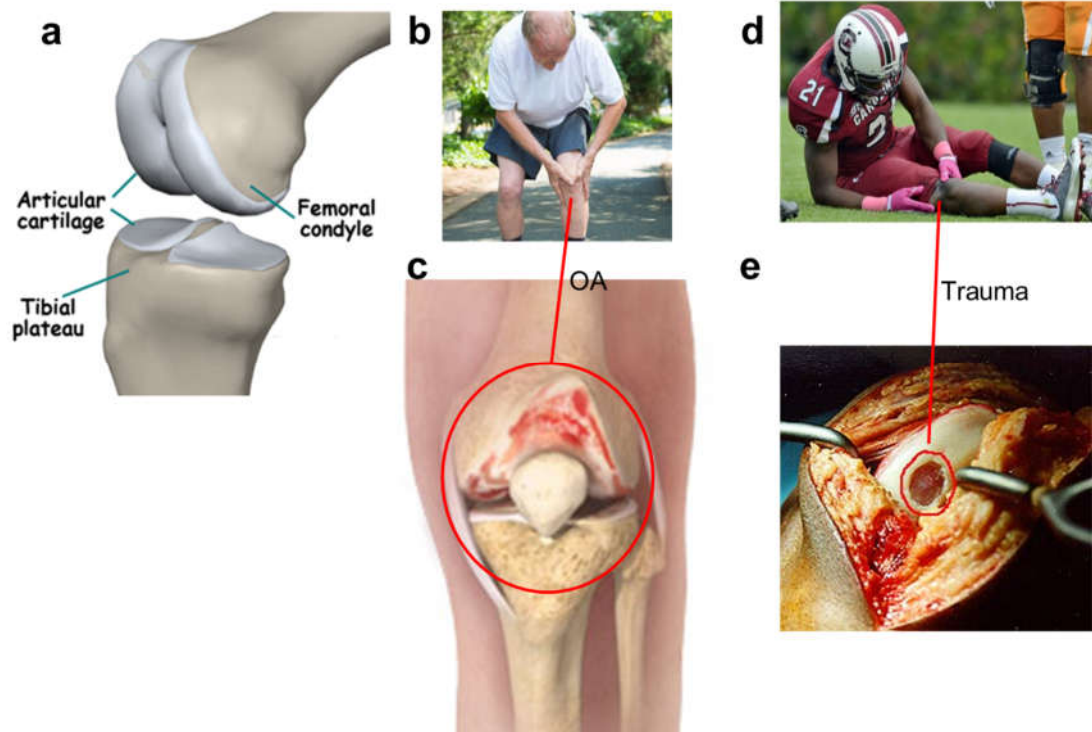 a
Articular
cartilage
Femoral
condyle
Tibial
plateau
b
c
OA
d
21
e
Trauma